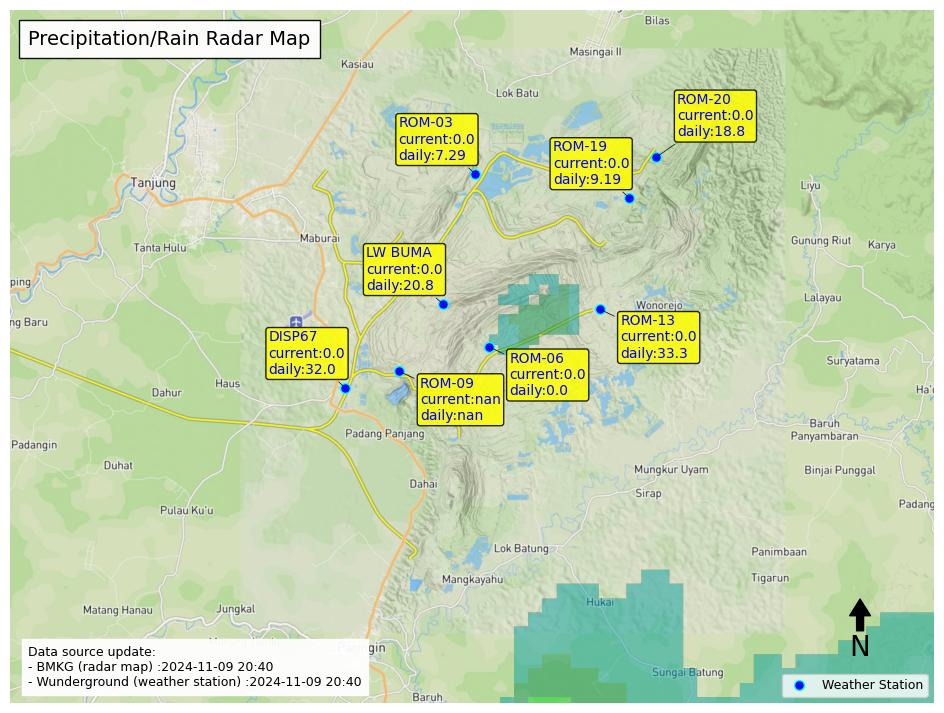 Precipitation/Rain Radar Map
Bilas
Masingai II
Kasiau
Lok Batu
ROM-20
current:0.0
daily:18.8
ROM-03
current:0.0
daily:7.29
ROM-19
current:0.0
daily:9.19
Tanjung
Liyu
Maburai
Tanta Hulu
Gunung Riut
Karya
LW BUMA
current:0.0
daily:20.8
ping
Lalayau
Wonorejo
ng Baru
ROM-13
current:0.0
daily:33.3
DISP67
current:0.0
daily:32.0
ROM-06
current:0.0
daily:0.0
Suryatama
ROM-09
current:nan
daily:nan
Haus
Dahur
Ha'
Baruh
Panyambaran
Padang Panjang
Padangin
Duhat
Mungkur Uyam
Binjai Punggal
Dahai
Sirap
Padang
Pulau Ku'u
Lok Batung
Panimbaan
Mangkayahu
Tigarun
Matang Hanau
Jungkal
Hukai
N
Sungai Batung
Baruh
Data source update:
- BMKG (radar map) :2024-11-09 20:40
- Wunderground (weather station) :2024-11-09 20:40
Weather Station